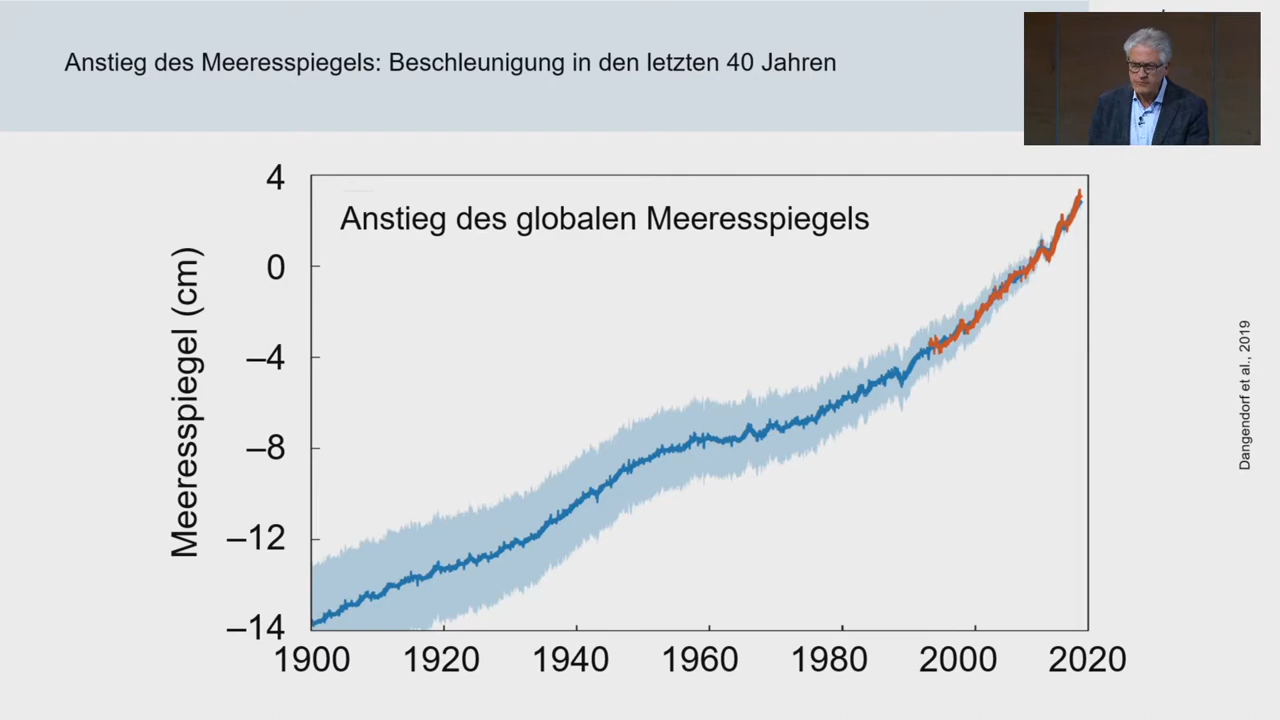 Anstieg des Meeresspiegels: Beschleunigung in den letzten 40 Jahren
Anstieg des globalen Meeresspiegels
Meeresspiegel (cm)
4
0
–4
–8
–12
–14
1900 1920 1940 1960 1980 2000 2020
Dangendorf et al., 2019